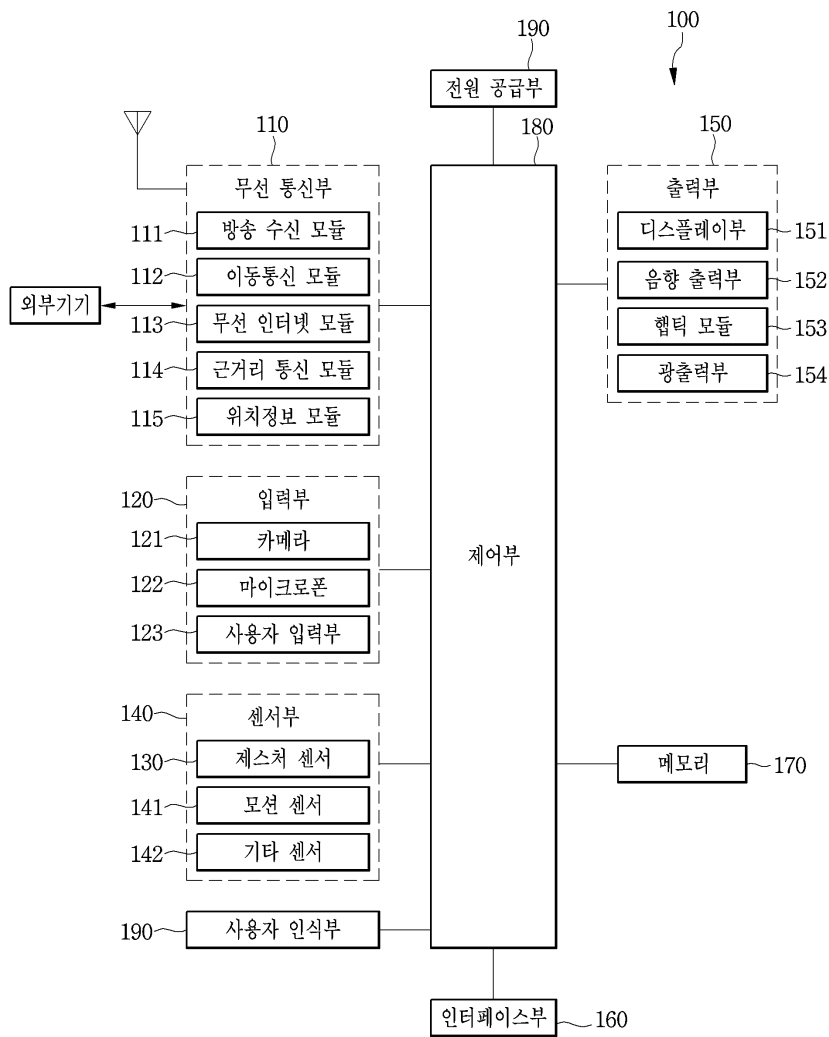 100
190
전원 공급부
110
무선 통신부
111 방송 수신 모듈
112 이동통신 모듈
외부기기
113 무선 인터넷 모듈
114 근거리 통신 모듈
115 위치정보 모듈
120 입력부
121 카메라
122 마이크로폰
123 사용자 입력부
140 센서부
130 제스처 센서
141 모션 센서
142 기타 센서
190 사용자 인식부
180
제어부
150
출력부
디스플레이부 151
음향 출력부 152
햅틱 모듈 153
광출력부 154
메모리 170
인터페이스부 160